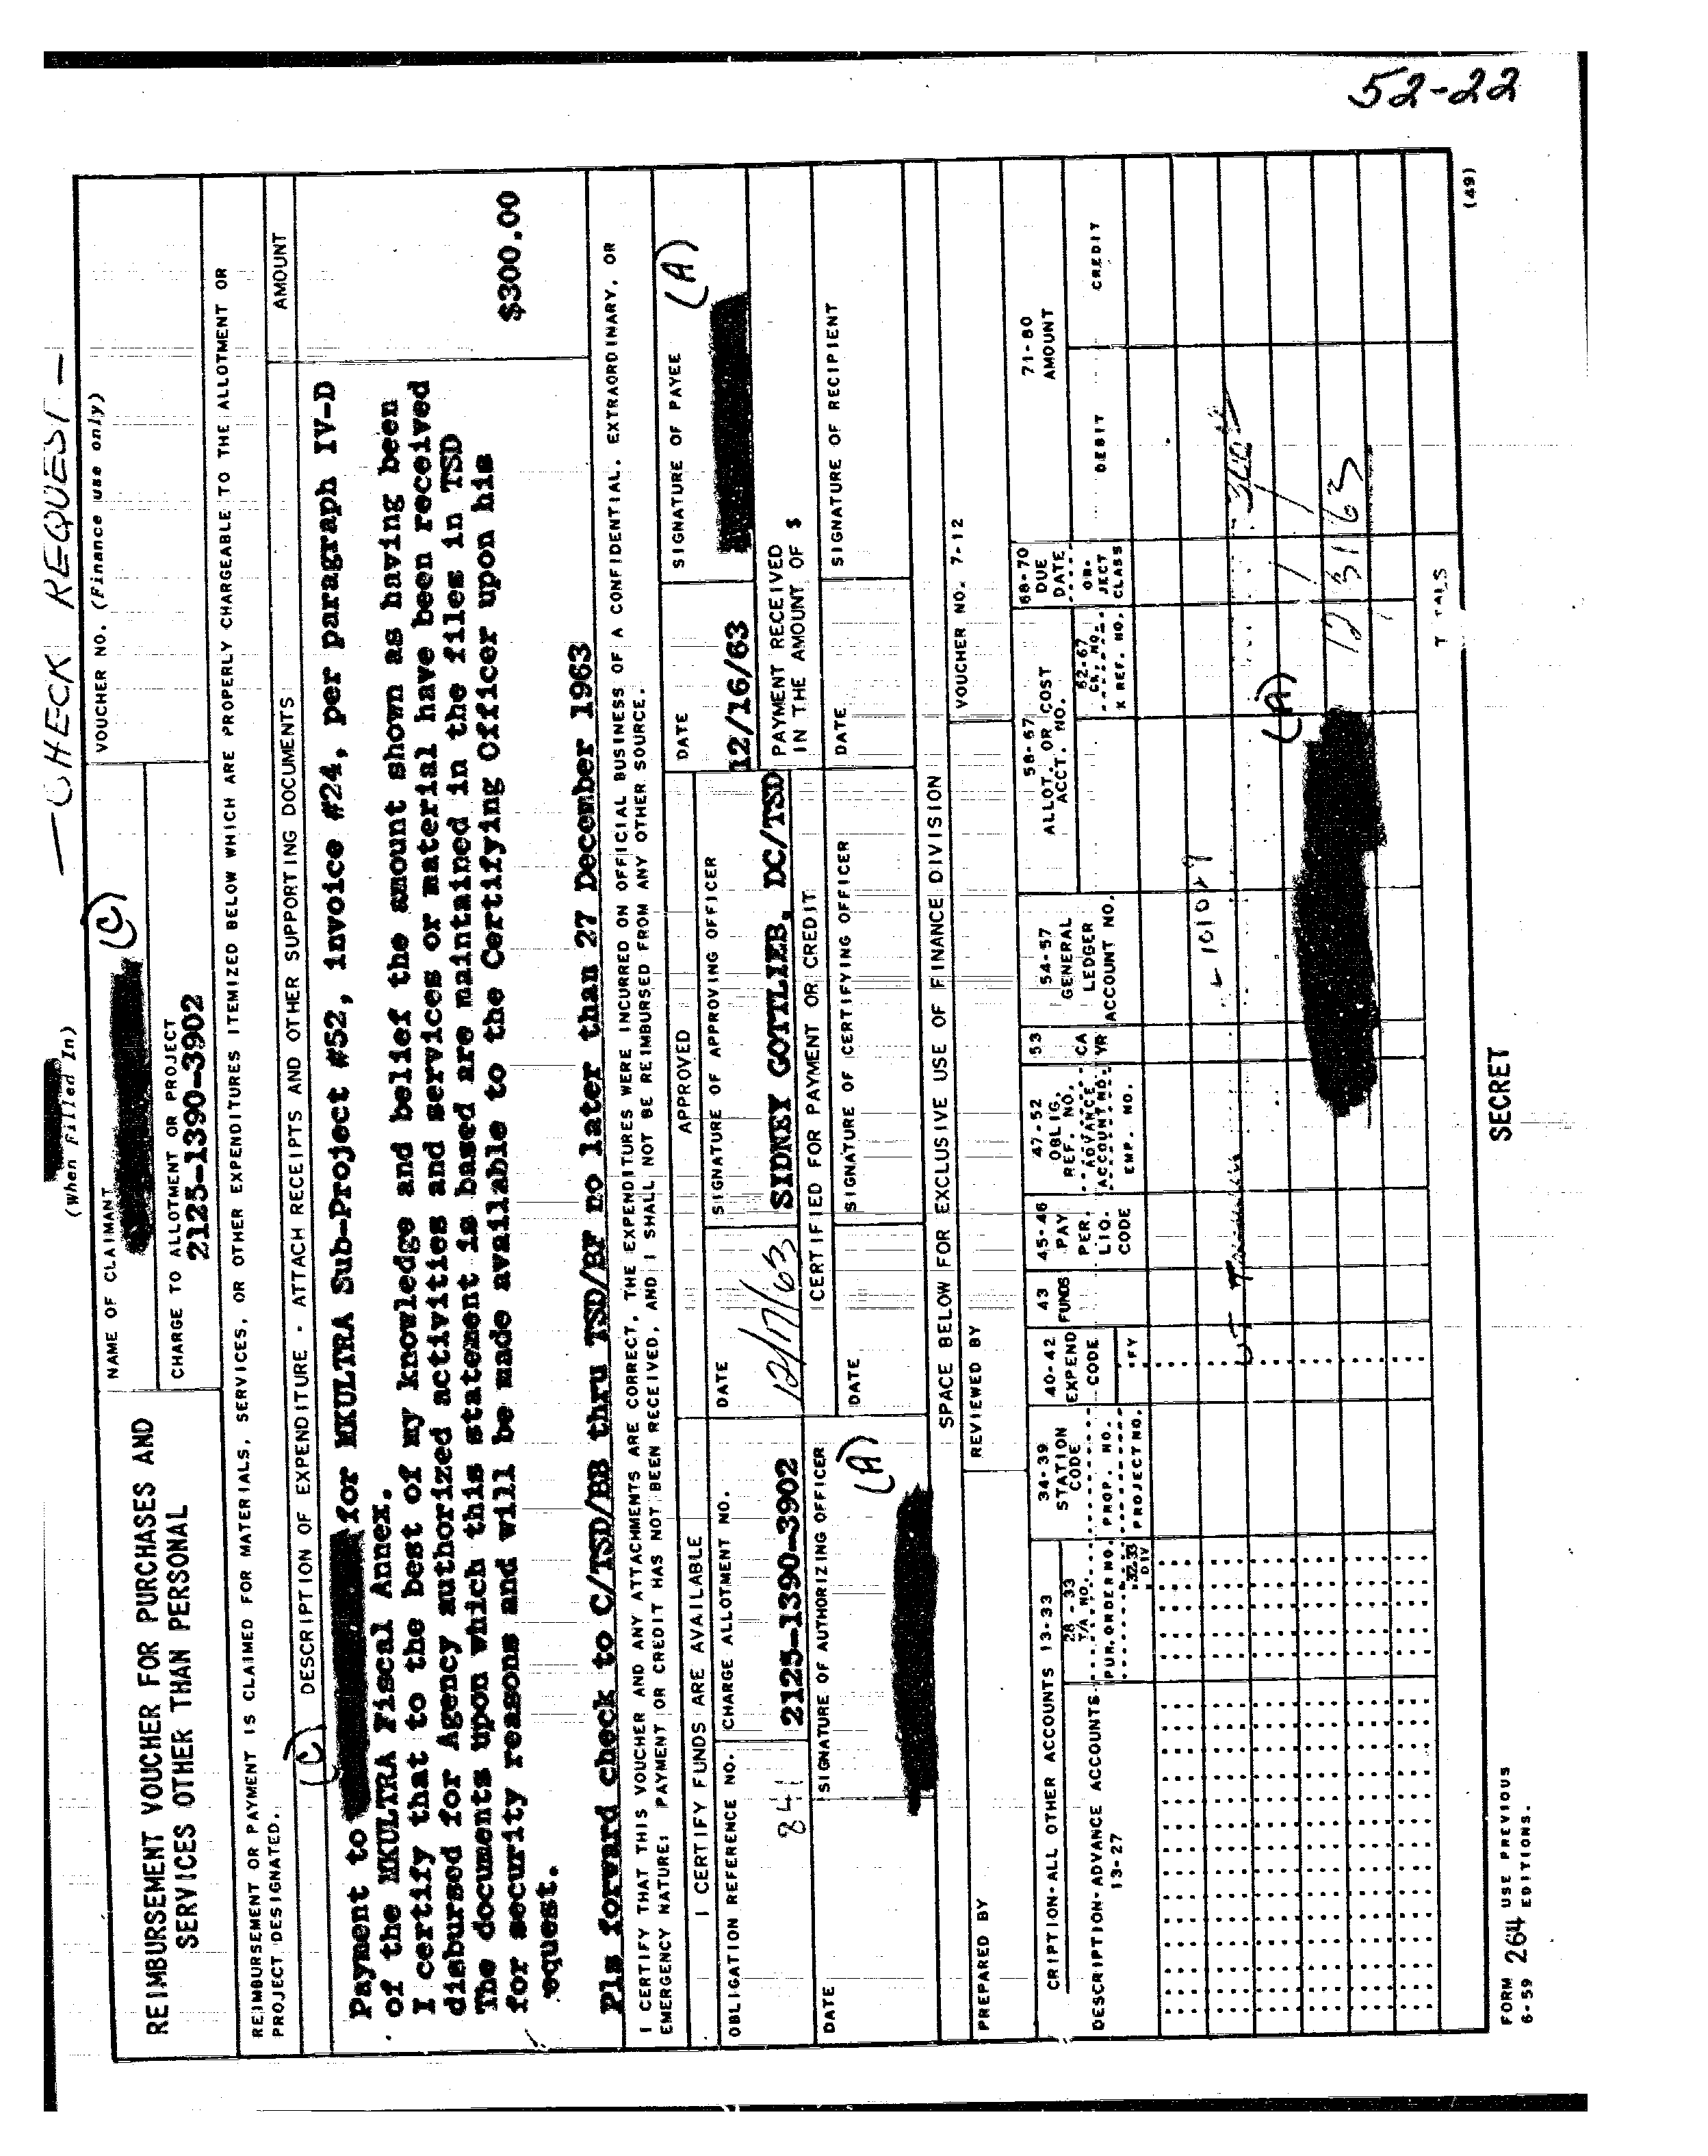 52-22
— CHECK REQUEST —
(When Filled In)
REIMBURSEMENT VOUCHER FOR PURCHASES AND
SERVICES OTHER THAN PERSONAL
NAME OF CLAIMANT
(C)
VOUCHER NO. (Finance use only)
CHARGE TO ALLOTMENT OR PROJECT
2125-1390-3902
REIMBURSEMENT OR PAYMENT IS CLAIMED FOR MATERIALS, SERVICES, OR OTHER EXPENDITURES ITEMIZED BELOW WHICH ARE PROPERLY CHARGEABLE TO THE ALLOTMENT OR
PROJECT DESIGNATED.
(C) DESCRIPTION OF EXPENDITURE - ATTACH RECEIPTS AND OTHER SUPPORTING DOCUMENTS
AMOUNT
Payment to for MKULTRA Sub-Project #52, invoice #24, per paragraph IV-D
of the MKULTRA Fiscal Annex.
I certify that to the best of my knowledge and belief the amount shown as having been
disbursed for Agency authorized activities and services or material have been received
The documents upon which this statement is based are maintained in the files in TSD
for security reasons and will be made available to the Certifying Officer upon his
equest.
$300.00
Pls forward check to C/TSD/BB thru TSD/BF no later than 27 December 1963
I CERTIFY THAT THIS VOUCHER AND ANY ATTACHMENTS ARE CORRECT, THE EXPENDITURES WERE INCURRED ON OFFICIAL BUSINESS OF A CONFIDENTIAL, EXTRAORDINARY, OR
EMERGENCY NATURE: PAYMENT OR CREDIT HAS NOT BEEN RECEIVED, AND I SHALL NOT BE REIMBURSED FROM ANY OTHER SOURCE.
I CERTIFY FUNDS ARE AVAILABLE
APPROVED
DATE
12/16/63
SIGNATURE OF PAYEE
(A)
OBLIGATION REFERENCE NO.
841
CHARGE ALLOTMENT NO.
2125-1390-3902
DATE
12/17/63
SIGNATURE OF APPROVING OFFICER
SIDNEY GOTTLIEB, DC/TSD
PAYMENT RECEIVED
IN THE AMOUNT OF $
DATE
SIGNATURE OF AUTHORIZING OFFICER
(A)
CERTIFIED FOR PAYMENT OR CREDIT
DATE
SIGNATURE OF CERTIFYING OFFICER
DATE
SIGNATURE OF RECIPIENT
SPACE BELOW FOR EXCLUSIVE USE OF FINANCE DIVISION
PREPARED BY
REVIEWED BY
VOUCHER NO. 7-12
CRIPTION-ALL OTHER ACCOUNTS 13-33
DESCRIPTION-ADVANCE ACCOUNTS
13-27
28-33
T/A NO.
PUR.ORDER NO.
32-33
DIV
34-39
STATION
CODE
PROP. NO.
PROJECT NO.
40-42
EXPEND
CODE
FY
43
FUNDS
45-46
PAY
PER.
LIQ.
CODE
47-52
OBLIG.
REF. NO.
ADVANCE
ACCOUNT NO.
EMP. NO.
53
CA
YR
54-57
GENERAL
LEDGER
ACCOUNT NO.
58-67
ALLOT. OR COST
ACCT. NO.
62-67
CK. NO.
X REF. NO.
68-70
DUE
DATE
OB-
JECT
CLASS
71-80
AMOUNT
DEBIT
CREDIT
(A)
12/31/63
SECRET
FORM 264 USE PREVIOUS
6-59 EDITIONS.
(49)